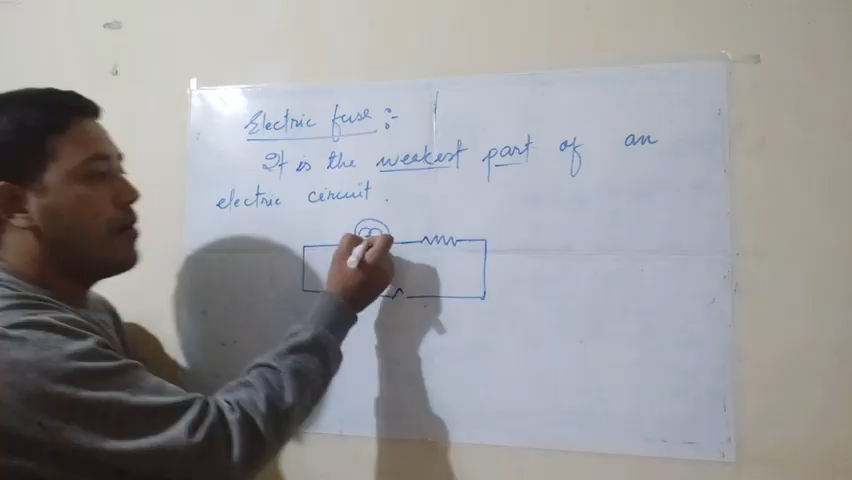 Electric fuse :-
It is the weakest part of an
electric circuit.